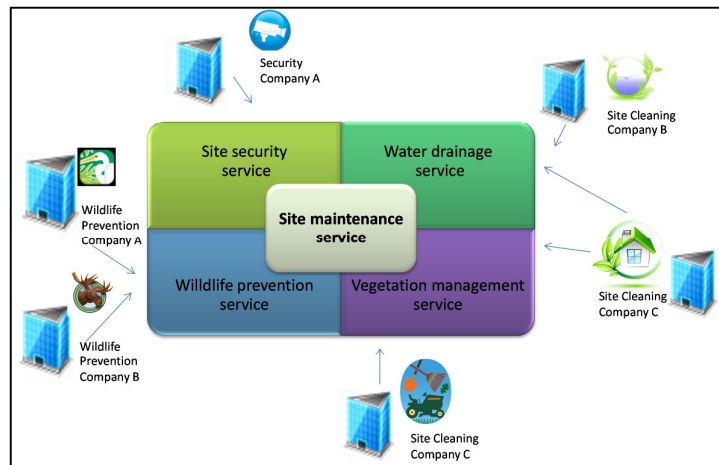 Security
Company A
Site Cleaning
Company B
Site security
service
Water drainage
service
Wildlife
Prevention
Company A
Site maintenance
service
Willdlife prevention
service
Vegetation management
service
Site Cleaning
Company C
Wildlife
Prevention
Company B
Site Cleaning
Company C